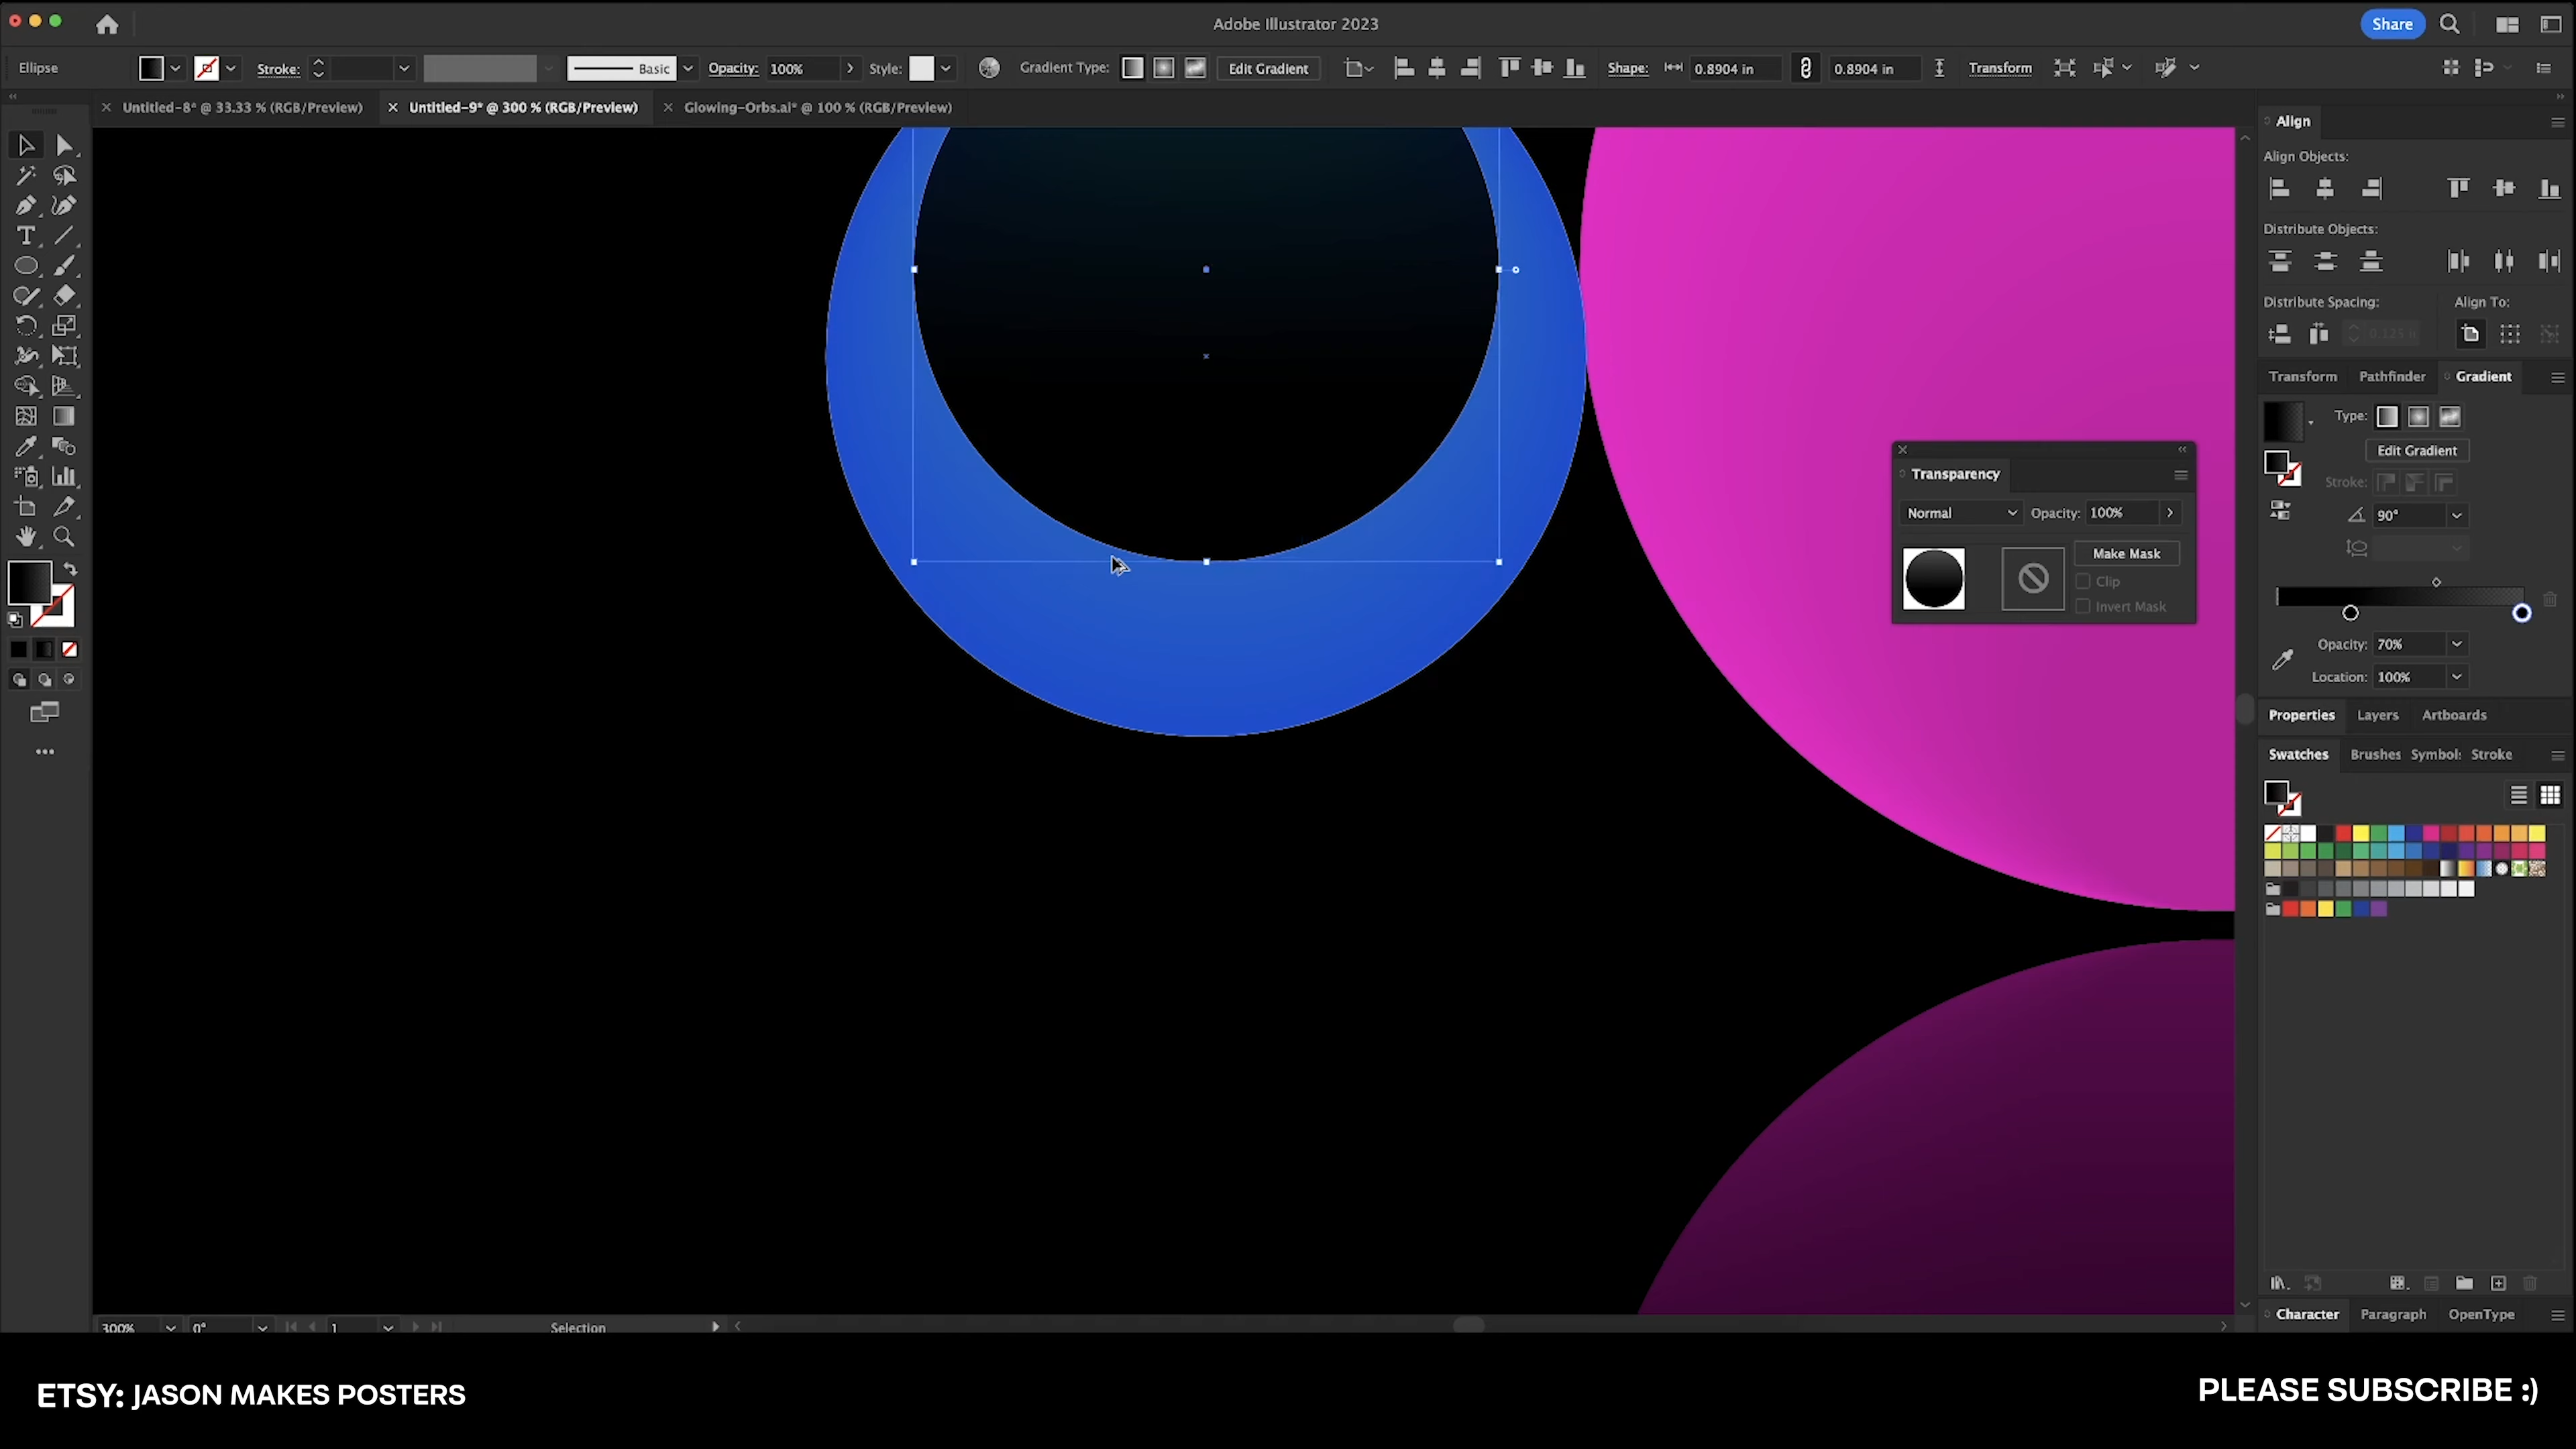 Adobe Illustrator 2023
Share
Ellipse
Stroke:
Basic
Opacity: 100%
Style:
Gradient Type:
Edit Gradient
Shape: 0.8904 in 0.8904 in
Transform
Untitled-8* @ 33.33 % (RGB/Preview)
Untitled-9* @ 300 % (RGB/Preview)
Glowing-Orbs.ai* @ 100 % (RGB/Preview)
Align
Align Objects:
Distribute Objects:
Distribute Spacing: Align To:
0.125 in
Transform Pathfinder Gradient
Type:
Edit Gradient
Stroke:
90°
Opacity: 70%
Location: 100%
Transparency
Normal Opacity: 100%
Make Mask
Clip
Invert Mask
Properties Layers Artboards
Swatches Brushes Symbol: Stroke
Character Paragraph OpenType
300% 0° 1 Selection
ETSY: JASON MAKES POSTERS
PLEASE SUBSCRIBE :)